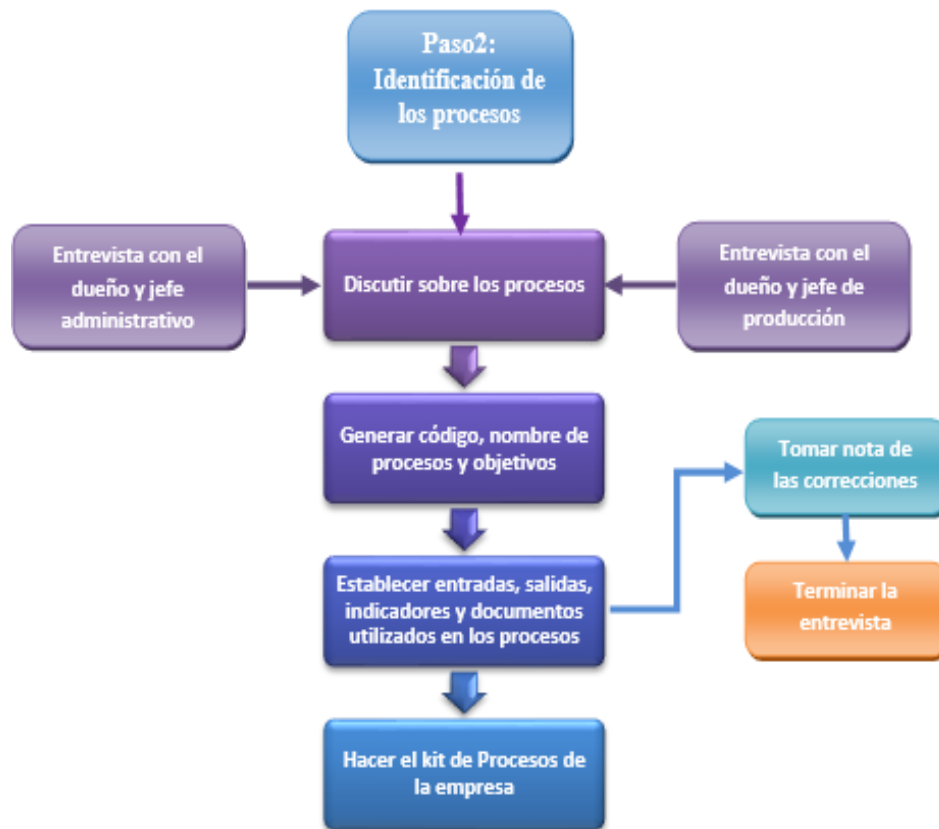 Paso2:
Identificación de
los procesos
Entrevista con el
dueño y jefe
administrativo
Discutir sobre los procesos
Entrevista con el
dueño y jefe de
producción
Generar código, nombre de
procesos y objetivos
Tomar nota de
las correcciones
Establecer entradas, salidas,
indicadores y documentos
utilizados en los procesos
Terminar la
entrevista
Hacer el kit de Procesos de
la empresa